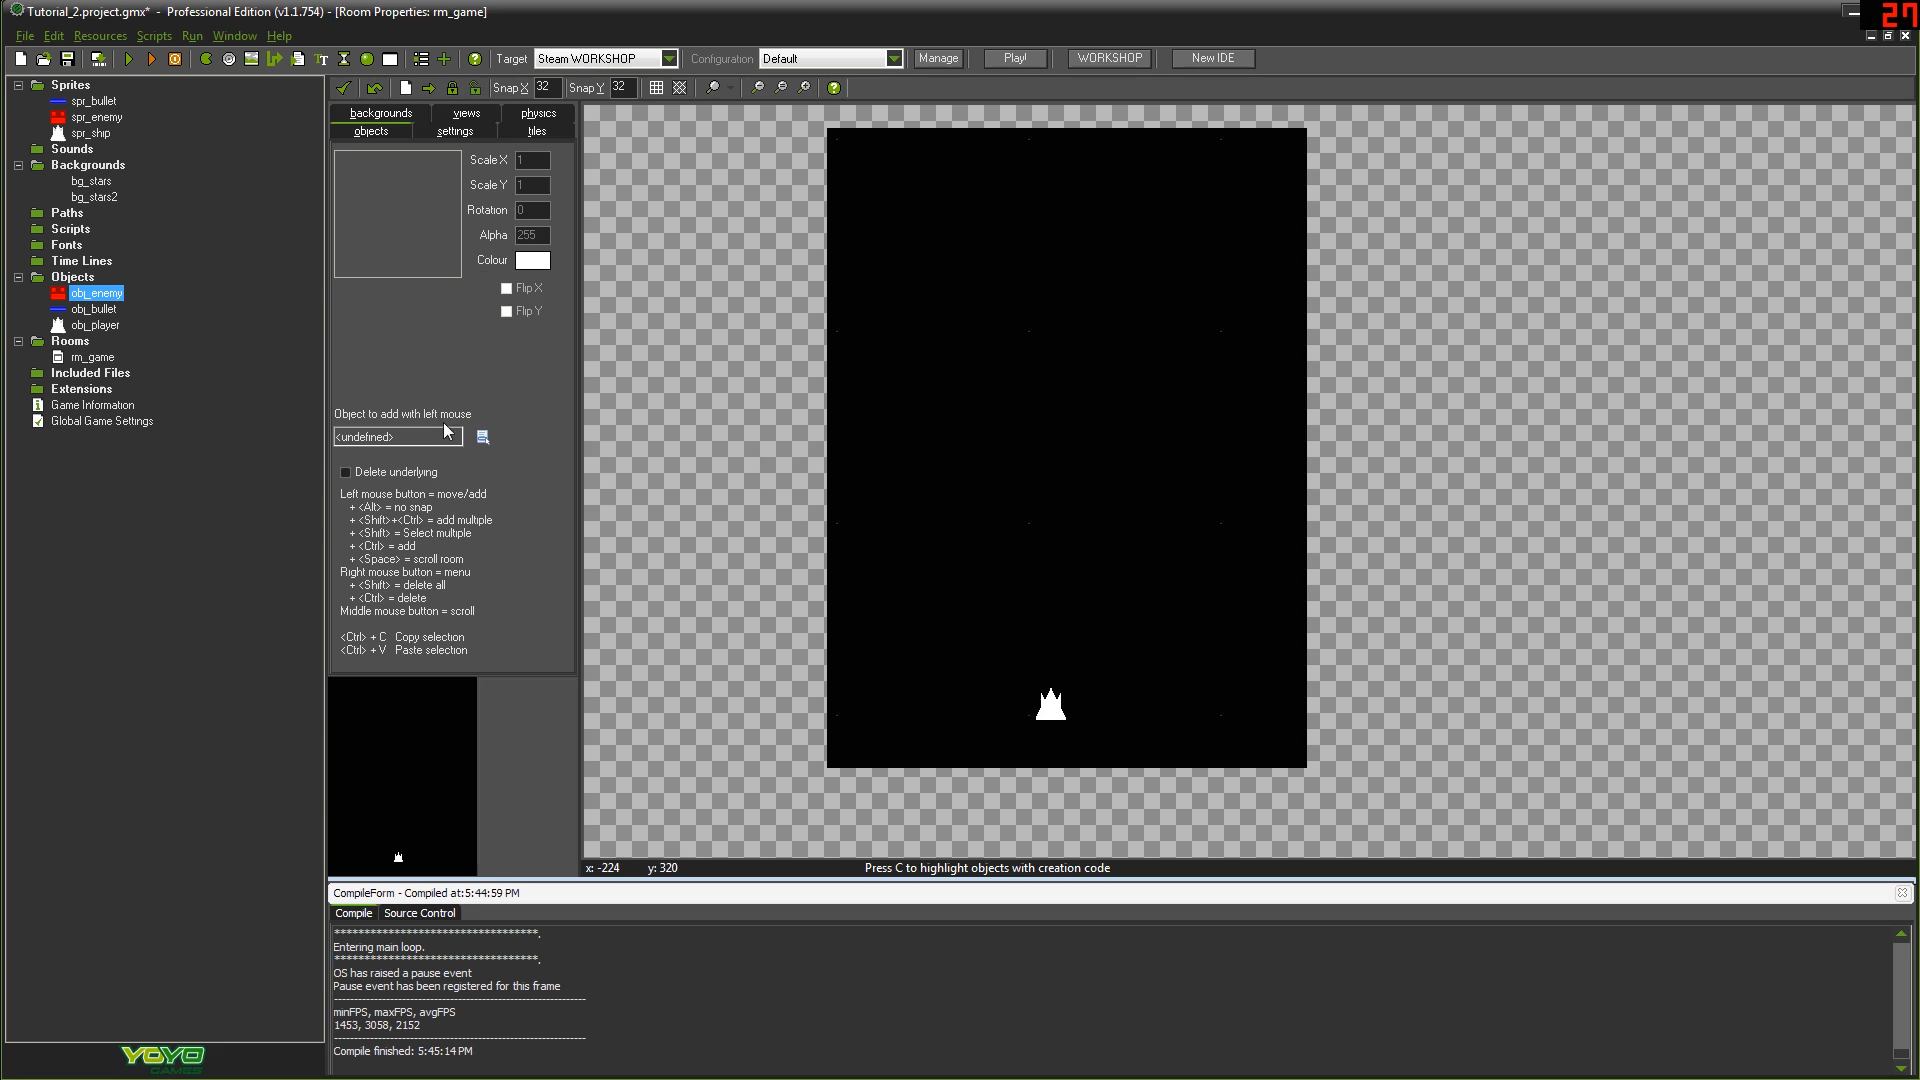 Tutorial_2.project.gmx* - Professional Edition (v1.1.754) - [Room Properties: rm_game]
27
File Edit Resources Scripts Run Window Help
Target Steam WORKSHOP Configuration Default Manage Play! WORKSHOP New IDE
Snap X 32 Snap Y 32
Sprites
spr_bullet
spr_enemy
spr_ship
Sounds
Backgrounds
bg_stars
bg_stars2
Paths
Scripts
Fonts
Time Lines
Objects
obj_enemy
obj_bullet
obj_player
Rooms
rm_game
Included Files
Extensions
Game Information
Global Game Settings
YOYO
GAMES
backgrounds views physics
objects settings tiles
Scale X 1
Scale Y 1
Rotation 0
Alpha 255
Colour
Flip X
Flip Y
Object to add with left mouse
<undefined>
Delete underlying
Left mouse button = move/add
+ <Alt> = no snap
+ <Shift>+<Ctrl> = add multiple
+ <Shift> = Select multiple
+ <Ctrl> = add
+ <Space> = scroll room
Right mouse button = menu
+ <Shift> = delete all
+ <Ctrl> = delete
Middle mouse button = scroll
<Ctrl> + C Copy selection
<Ctrl> + V Paste selection
x: -224 y: 320 Press C to highlight objects with creation code
CompileForm - Compiled at:5:44:59 PM
Compile Source Control
***********************************.
Entering main loop.
***********************************.
OS has raised a pause event
Pause event has been registered for this frame
---------------------------------------------------------------
minFPS, maxFPS, avgFPS
1453, 3058, 2152
---------------------------------------------------------------
Compile finished: 5:45:14 PM